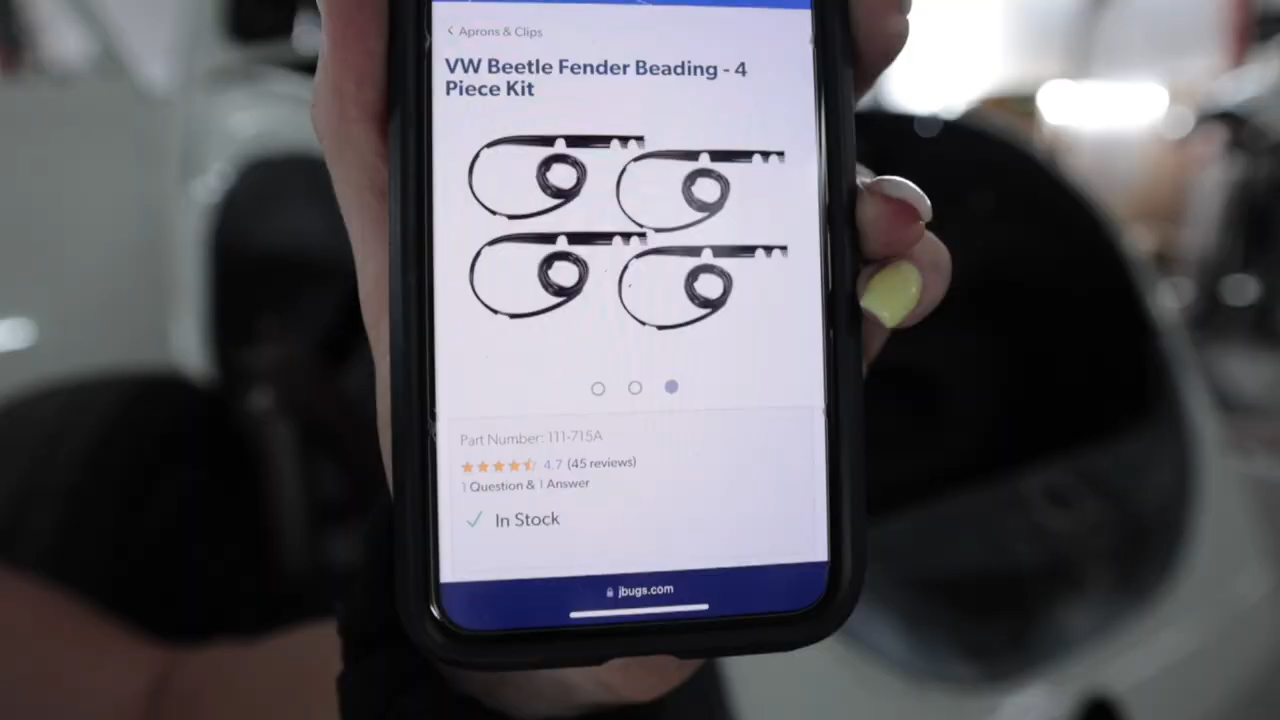 < Aprons & Clips
VW Beetle Fender Beading - 4
Piece Kit
Part Number: 111-715A
4.7 (45 reviews)
1 Question & 1 Answer
In Stock
jbugs.com